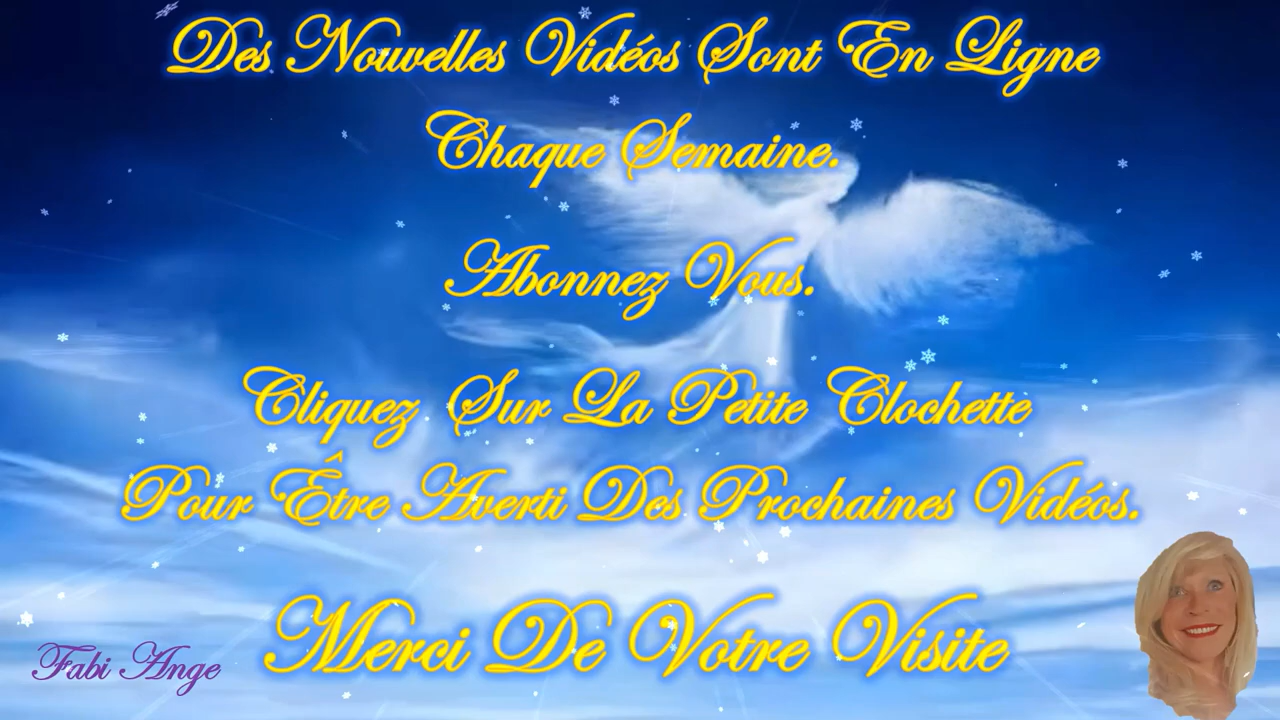 Des Nouvelles Vidéos Sont En Ligne
Chaque Semaine.
Abonnez Vous.
Cliquez Sur La Petite Clochette
Pour Être Averti Des Prochaines Vidéos.
Merci De Votre Visite
Fabi Ange